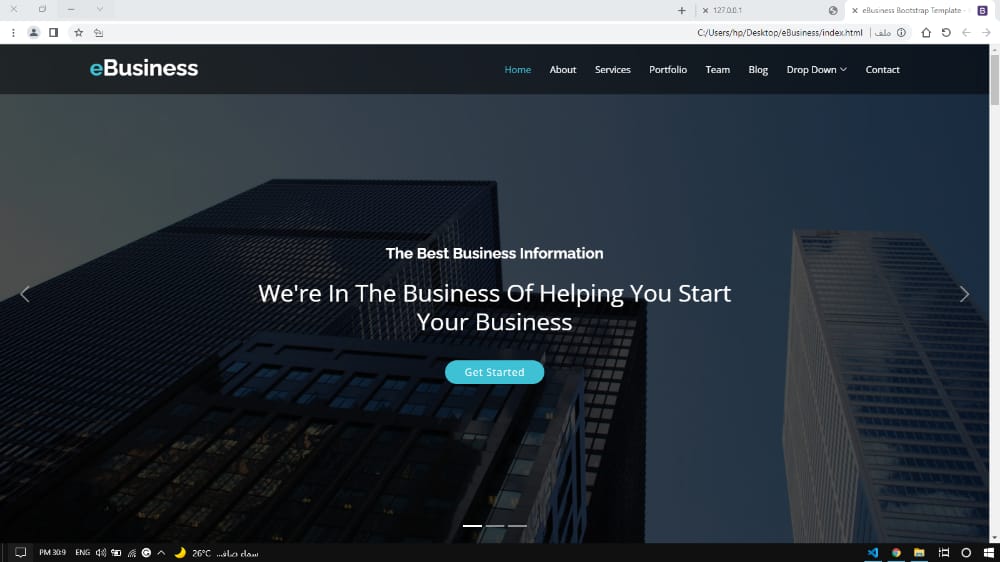 127.0.0.1
eBusiness Bootstrap Template -
C:/Users/hp/Desktop/eBusiness/index.html
ملف
eBusiness
Home About Services Portfolio Team Blog Drop Down Contact
The Best Business Information
We're In The Business Of Helping You Start
Your Business
Get Started
PM 30:9 ENG 26°C سماء صاف...